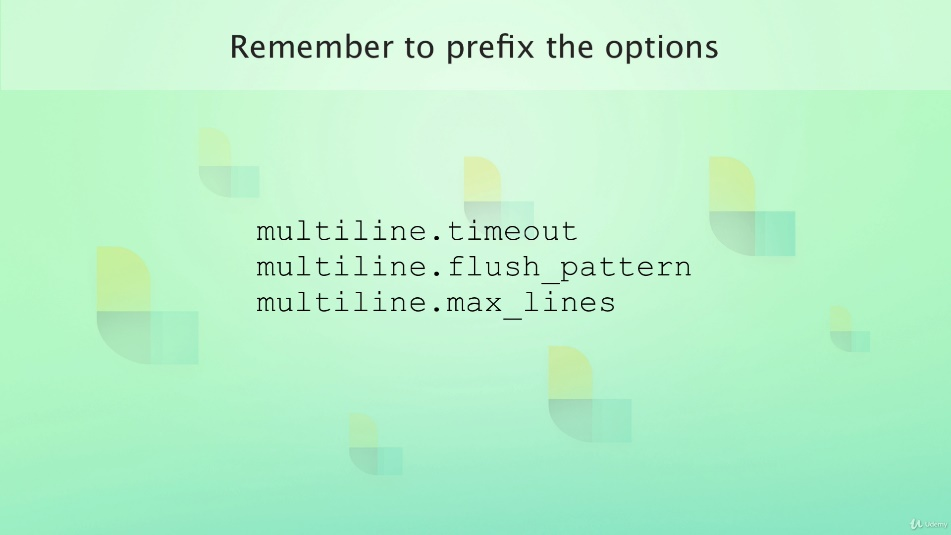 Remember to prefix the options
multiline.timeout
multiline.flush_pattern
multiline.max_lines
Udemy